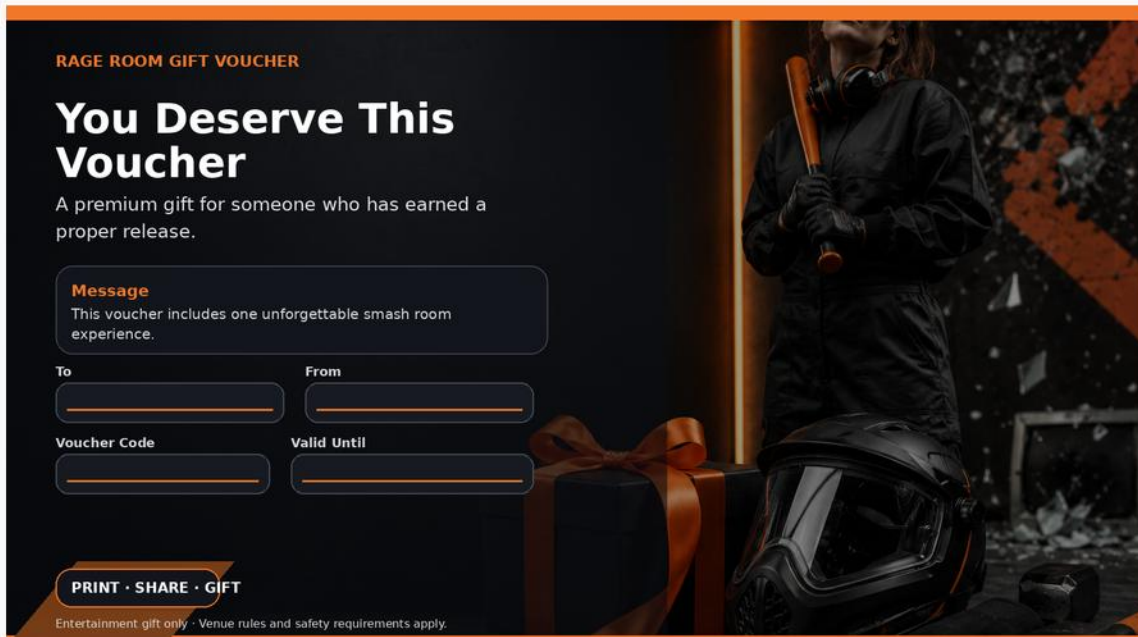 RAGE ROOM GIFT VOUCHER
You Deserve This
Voucher
A premium gift for someone who has earned a
proper release.
Message
This voucher includes one unforgettable smash room
experience.
To
From
Voucher Code
Valid Until
PRINT · SHARE · GIFT
Entertainment gift only · Venue rules and safety requirements apply.